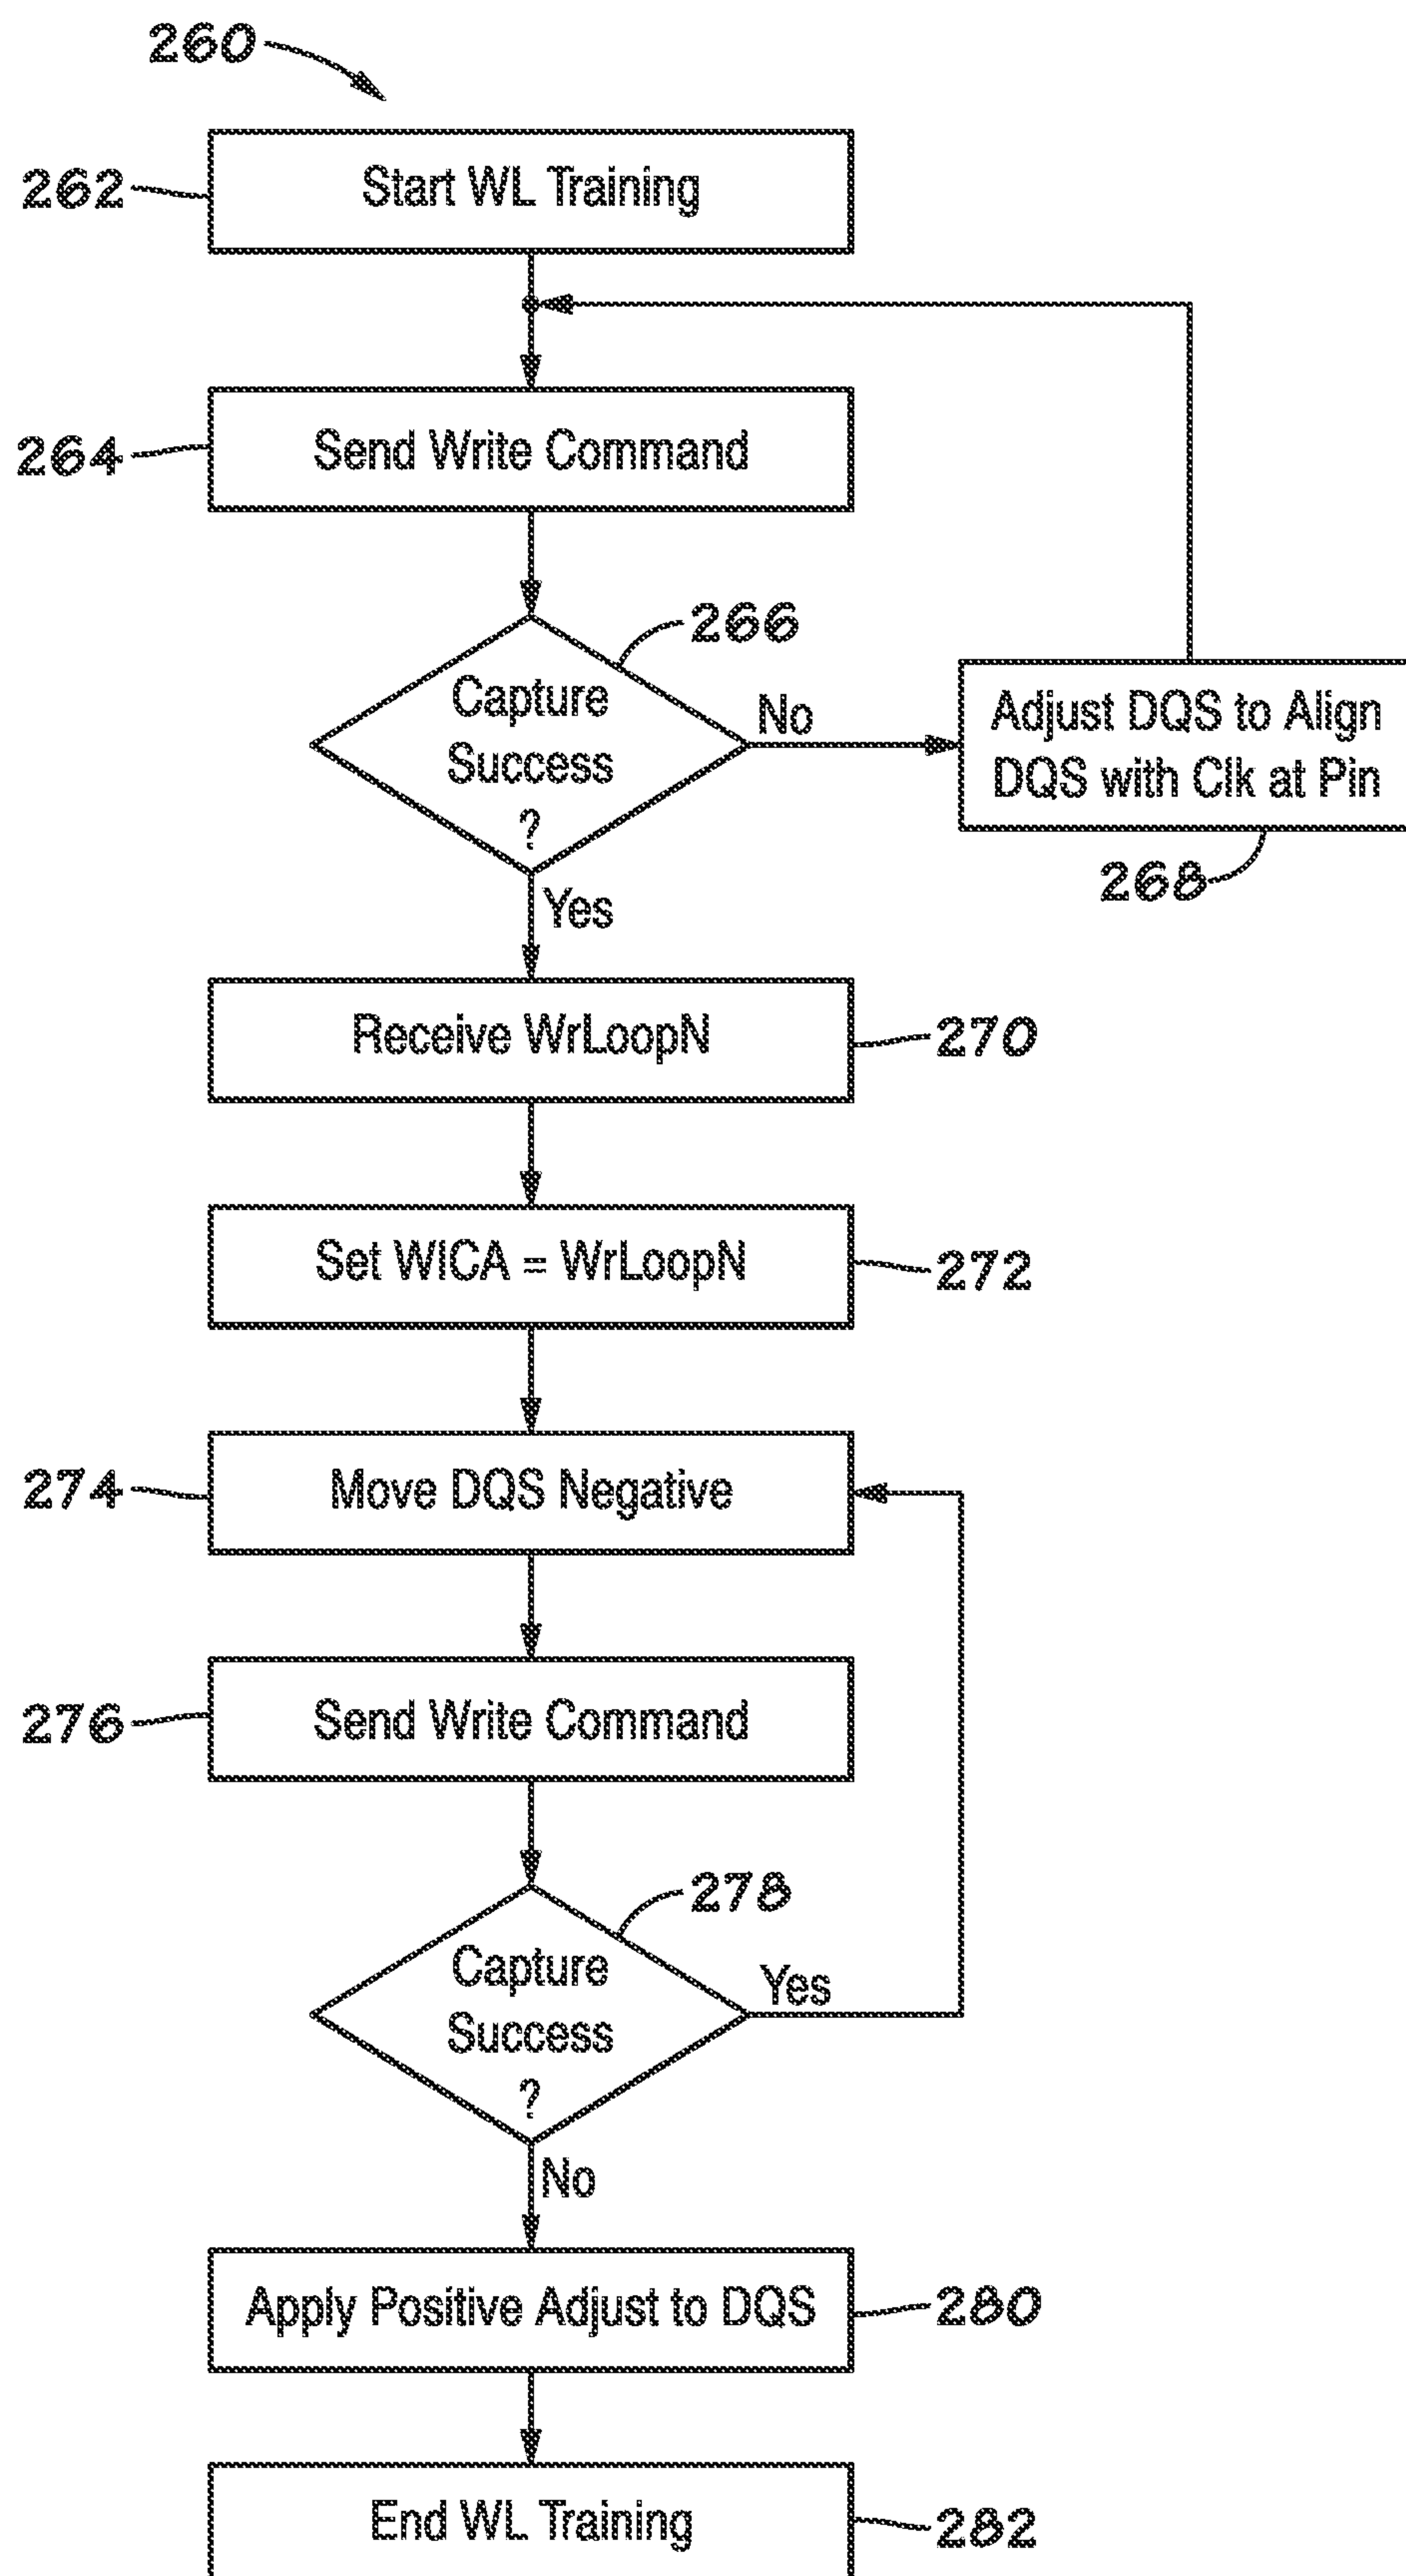 260
262
Start WL Training
264
Send Write Command
266
Capture
Success
?
No
Adjust DQS to Align
DQS with Clk at Pin
268
Yes
Receive WrLoopN
270
Set WICA = WrLoopN
272
274
Move DQS Negative
276
Send Write Command
278
Capture
Success
?
Yes
No
Apply Positive Adjust to DQS
280
End WL Training
282